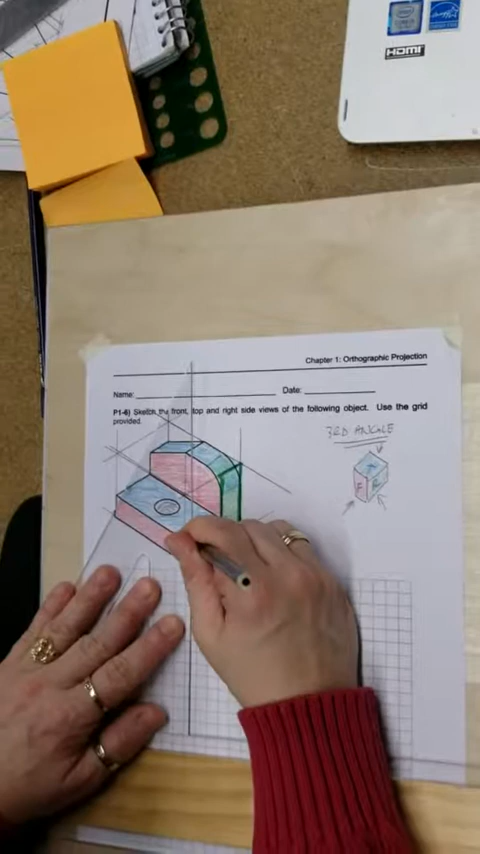 intel
HDMI
Chapter 1: Orthographic Projection
Name: Date:
P1-6) Sketch the front, top and right side views of the following object. Use the grid
provided.
3RD ANGLE
T
F R